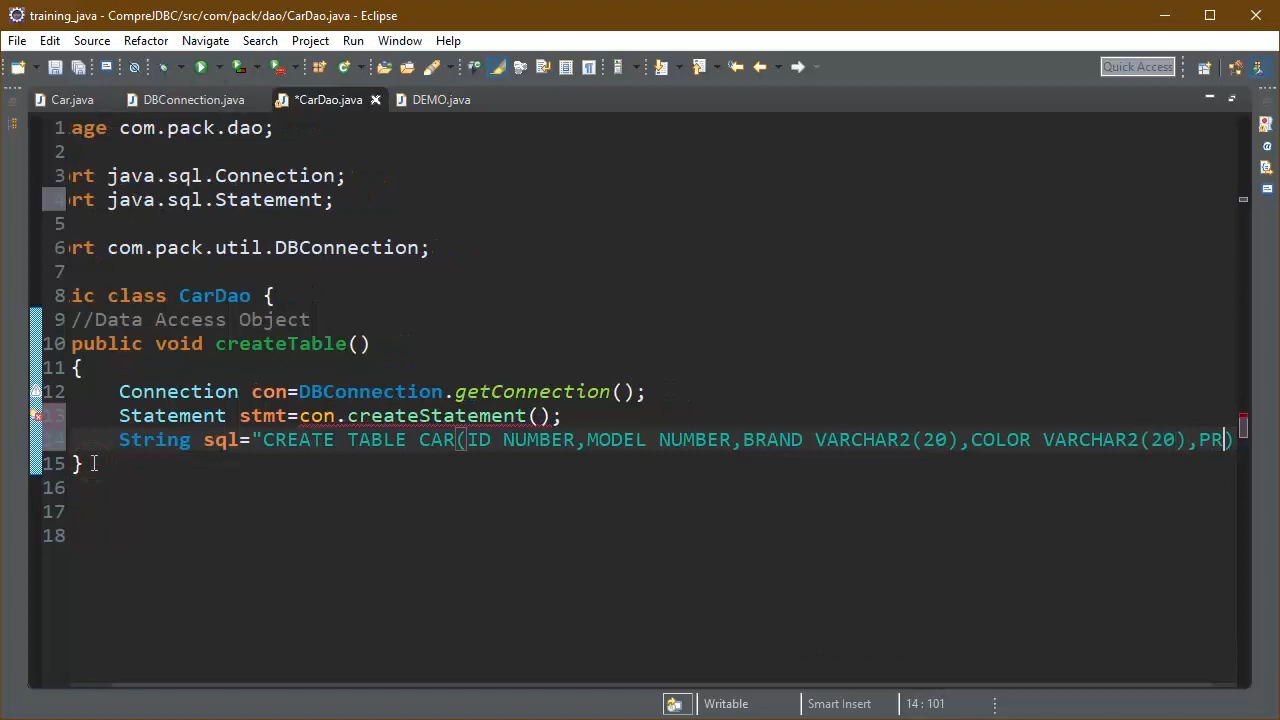 training_java - CompreJDBC/src/com/pack/dao/CarDao.java - Eclipse
File Edit Source Refactor Navigate Search Project Run Window Help
Quick Access
Car.java DBConnection.java *CarDao.java DEMO.java
1 age com.pack.dao;
2
3 rt java.sql.Connection;
4 rt java.sql.Statement;
5
6 rt com.pack.util.DBConnection;
7
8 ic class CarDao {
9 //Data Access Object
10 public void createTable()
11 {
12 Connection con=DBConnection.getConnection();
13 Statement stmt=con.createStatement();
14 String sql="CREATE TABLE CAR(ID NUMBER,MODEL NUMBER,BRAND VARCHAR2(20),COLOR VARCHAR2(20),PR)
15 }
16
17
18
Writable Smart Insert 14 : 101